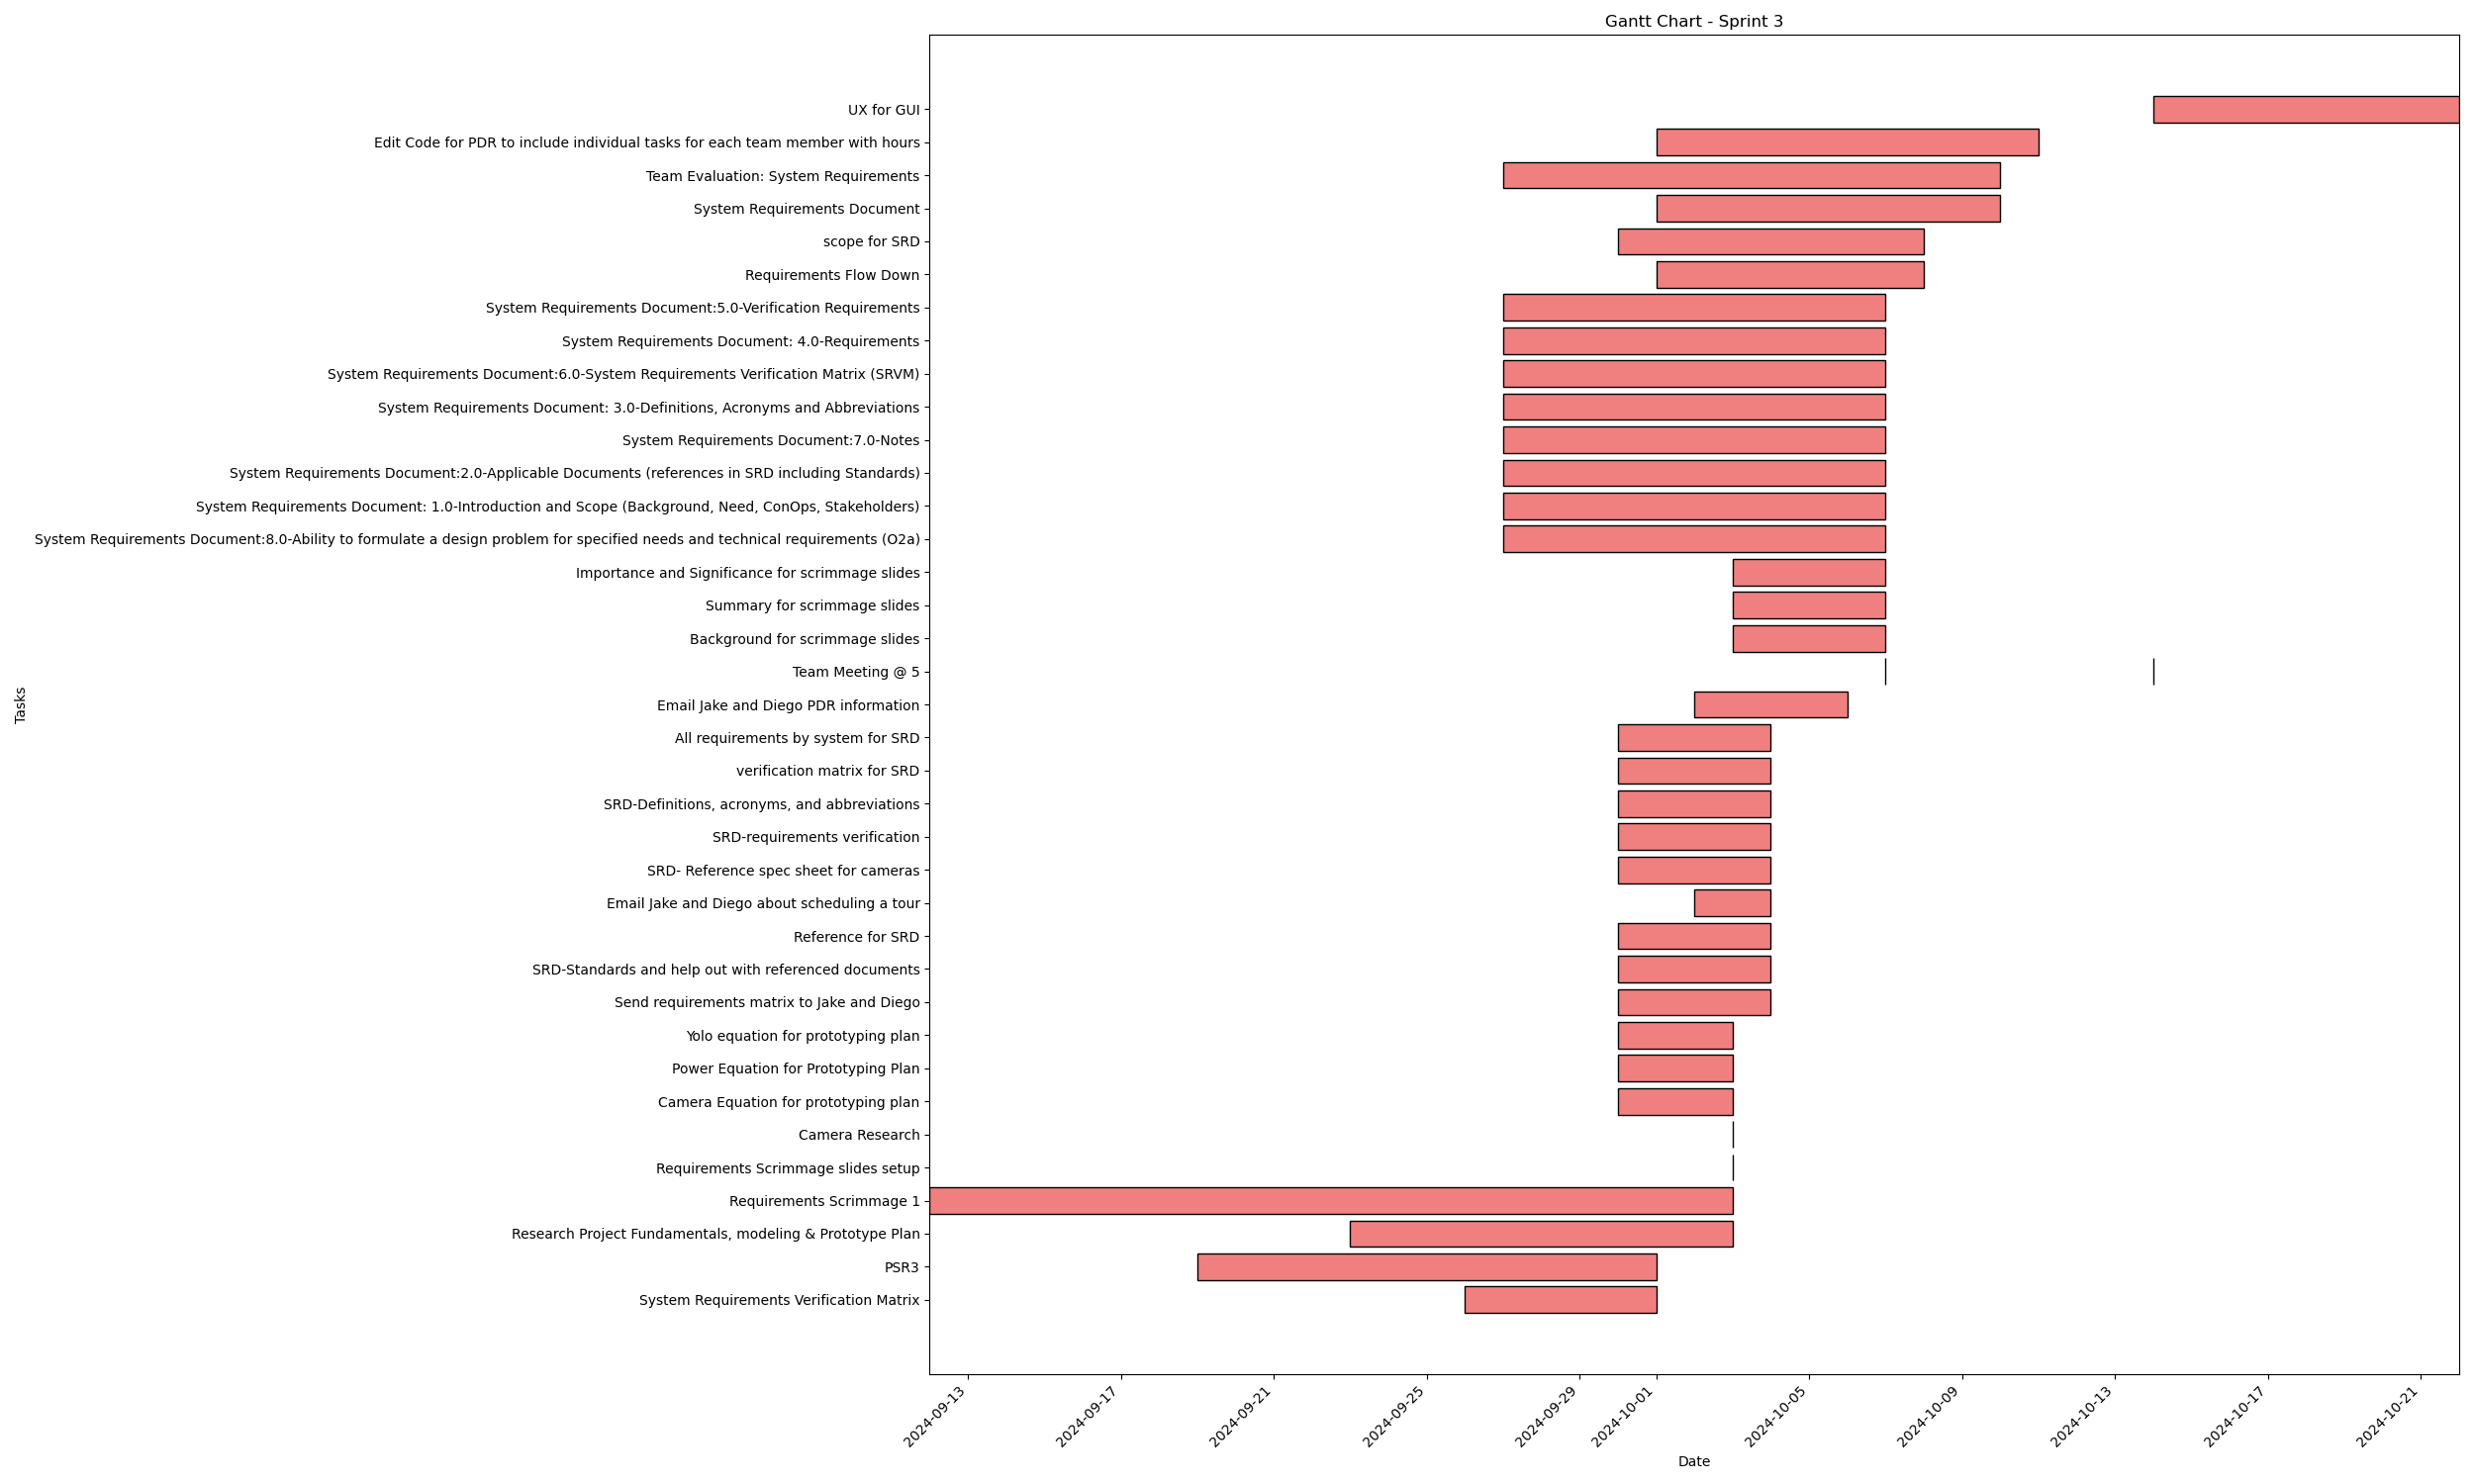 Gantt Chart - Sprint 3
UX for GUI
Edit Code for PDR to include individual tasks for each team member with hours
Team Evaluation: System Requirements
System Requirements Document
scope for SRD
Requirements Flow Down
System Requirements Document:5.0-Verification Requirements
System Requirements Document: 4.0-Requirements
System Requirements Document:6.0-System Requirements Verification Matrix (SRVM)
System Requirements Document: 3.0-Definitions, Acronyms and Abbreviations
System Requirements Document:7.0-Notes
System Requirements Document:2.0-Applicable Documents (references in SRD including Standards)
System Requirements Document: 1.0-Introduction and Scope (Background, Need, ConOps, Stakeholders)
System Requirements Document:8.0-Ability to formulate a design problem for specified needs and technical requirements (O2a)
Importance and Significance for scrimmage slides
Summary for scrimmage slides
Background for scrimmage slides
Team Meeting @ 5
Email Jake and Diego PDR information
All requirements by system for SRD
verification matrix for SRD
SRD-Definitions, acronyms, and abbreviations
SRD-requirements verification
SRD- Reference spec sheet for cameras
Email Jake and Diego about scheduling a tour
Reference for SRD
SRD-Standards and help out with referenced documents
Send requirements matrix to Jake and Diego
Yolo equation for prototyping plan
Power Equation for Prototyping Plan
Camera Equation for prototyping plan
Camera Research
Requirements Scrimmage slides setup
Requirements Scrimmage 1
Research Project Fundamentals, modeling & Prototype Plan
PSR3
System Requirements Verification Matrix
Tasks
2024-09-13
2024-09-17
2024-09-21
2024-09-25
2024-09-29
2024-10-01
2024-10-05
2024-10-09
2024-10-13
2024-10-17
2024-10-21
Date